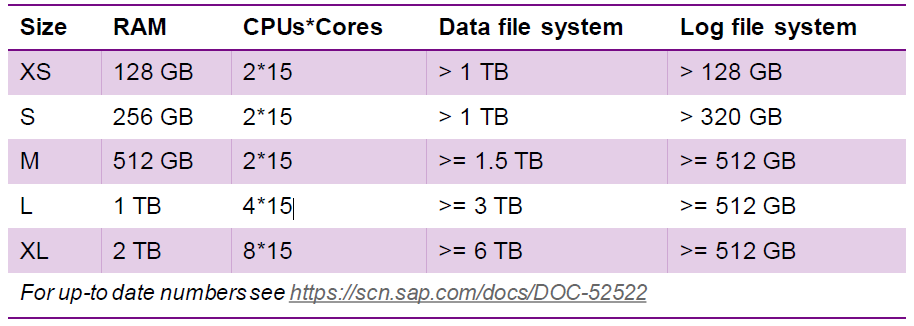 Size RAM CPUs*Cores Data file system Log file system
XS 128 GB 2*15 > 1 TB > 128 GB
S 256 GB 2*15 > 1 TB > 320 GB
M 512 GB 2*15 >= 1.5 TB >= 512 GB
L 1 TB 4*15 >= 3 TB >= 512 GB
XL 2 TB 8*15 >= 6 TB >= 512 GB
For up-to date numbers see https://scn.sap.com/docs/DOC-52522